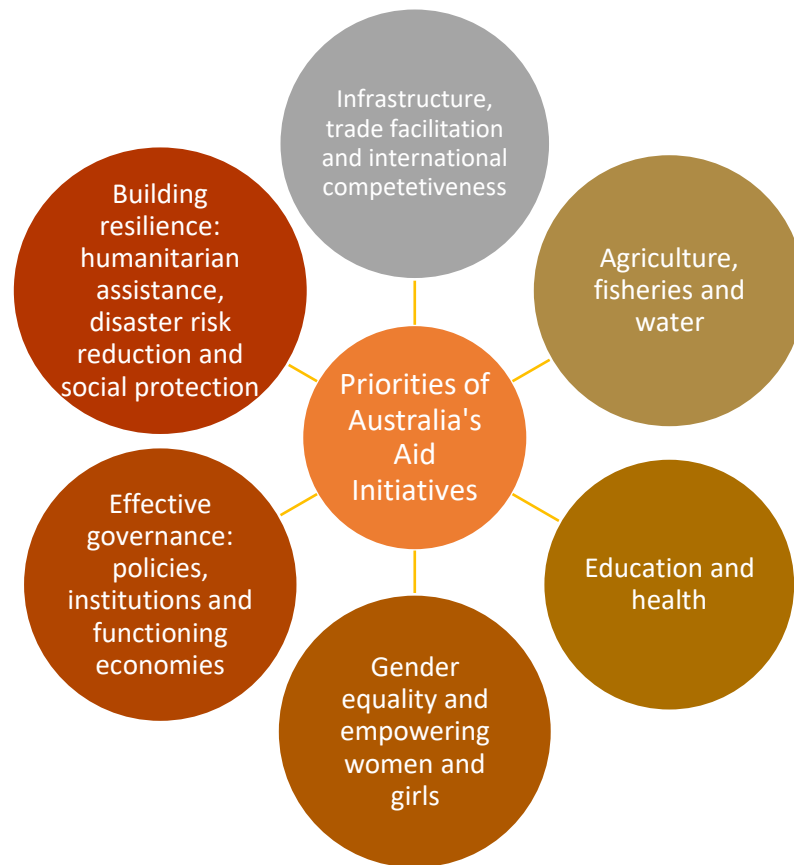 Infrastructure,
trade facilitation
and international
competetiveness
Building
resilience:
humanitarian
assistance,
disaster risk
reduction and
social protection
Agriculture,
fisheries and
water
Priorities of
Australia's
Aid
Initiatives
Effective
governance:
policies,
institutions and
functioning
economies
Education and
health
Gender
equality and
empowering
women and
girls